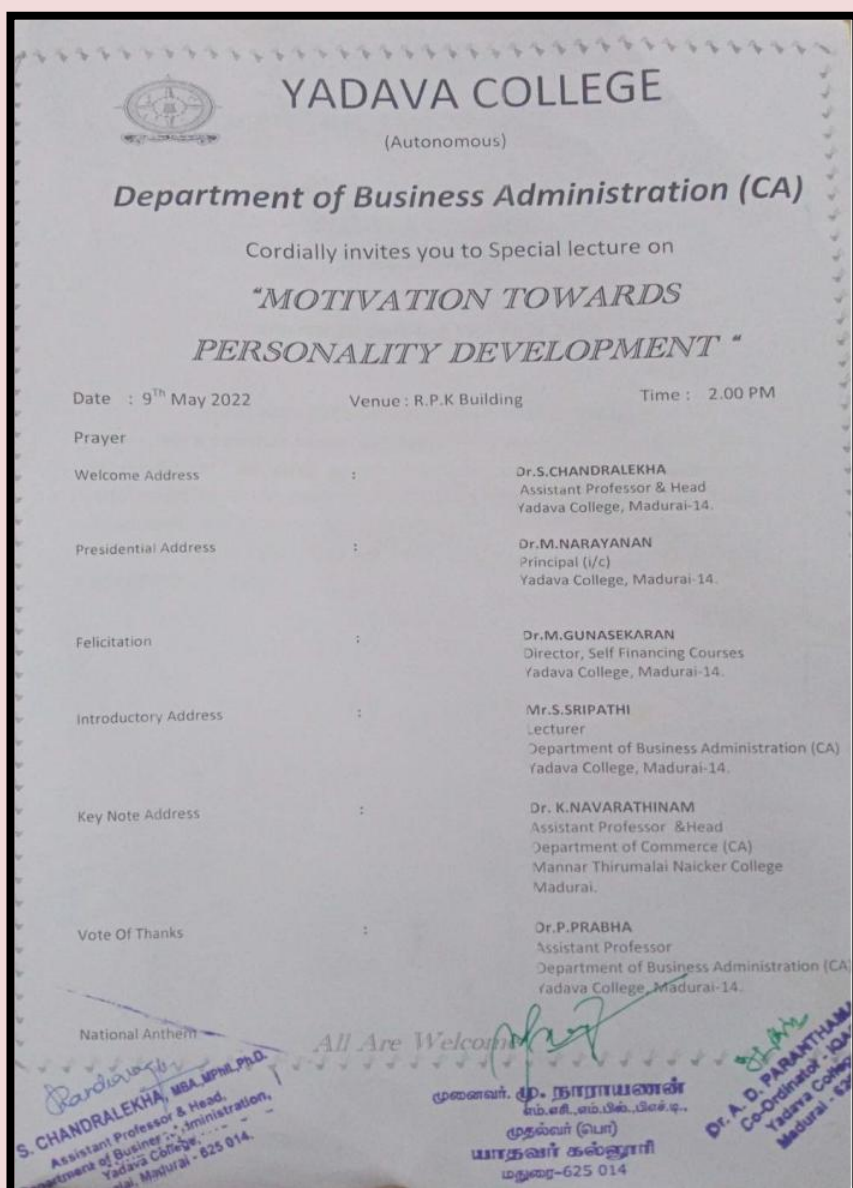 YADAVA COLLEGE
(Autonomous)
Department of Business Administration (CA)
Cordially invites you to Special lecture on
"MOTIVATION TOWARDS
PERSONALITY DEVELOPMENT "
Date : 9Th May 2022 Venue : R.P.K Building Time : 2.00 PM
Prayer
Welcome Address : Dr.S.CHANDRALEKHA
Assistant Professor & Head
Yadava College, Madurai-14.
Presidential Address : Dr.M.NARAYANAN
Principal (i/c)
Yadava College, Madurai-14.
Felicitation : Dr.M.GUNASEKARAN
Director, Self Financing Courses
Yadava College, Madurai-14.
Introductory Address : Mr.S.SRIPATHI
Lecturer
Department of Business Administration (CA)
Yadava College, Madurai-14.
Key Note Address : Dr. K.NAVARATHINAM
Assistant Professor &Head
Department of Commerce (CA)
Mannar Thirumalai Naicker College
Madurai.
Vote Of Thanks : Dr.P.PRABHA
Assistant Professor
Department of Business Administration (CA
Yadava College, Madurai-14.
National Anthem
All Are Welcome
S. CHANDRALEKHA, MBA.,MPhil.,Ph.D.
Assistant Professor & Head,
Yadava College,
Madurai - 625 014.
முனைவர். மு. நாராயணன்
எம்.எசி.,எம்.பில்.,பிஎச்.டி.,
முதல்வர் (பொ)
யாதவர் கல்லூரி
மதுரை-625 014
Dr. A. D. PARANTHAMA
Co-Ordinator - IQA
Yadava College
Madurai - 62